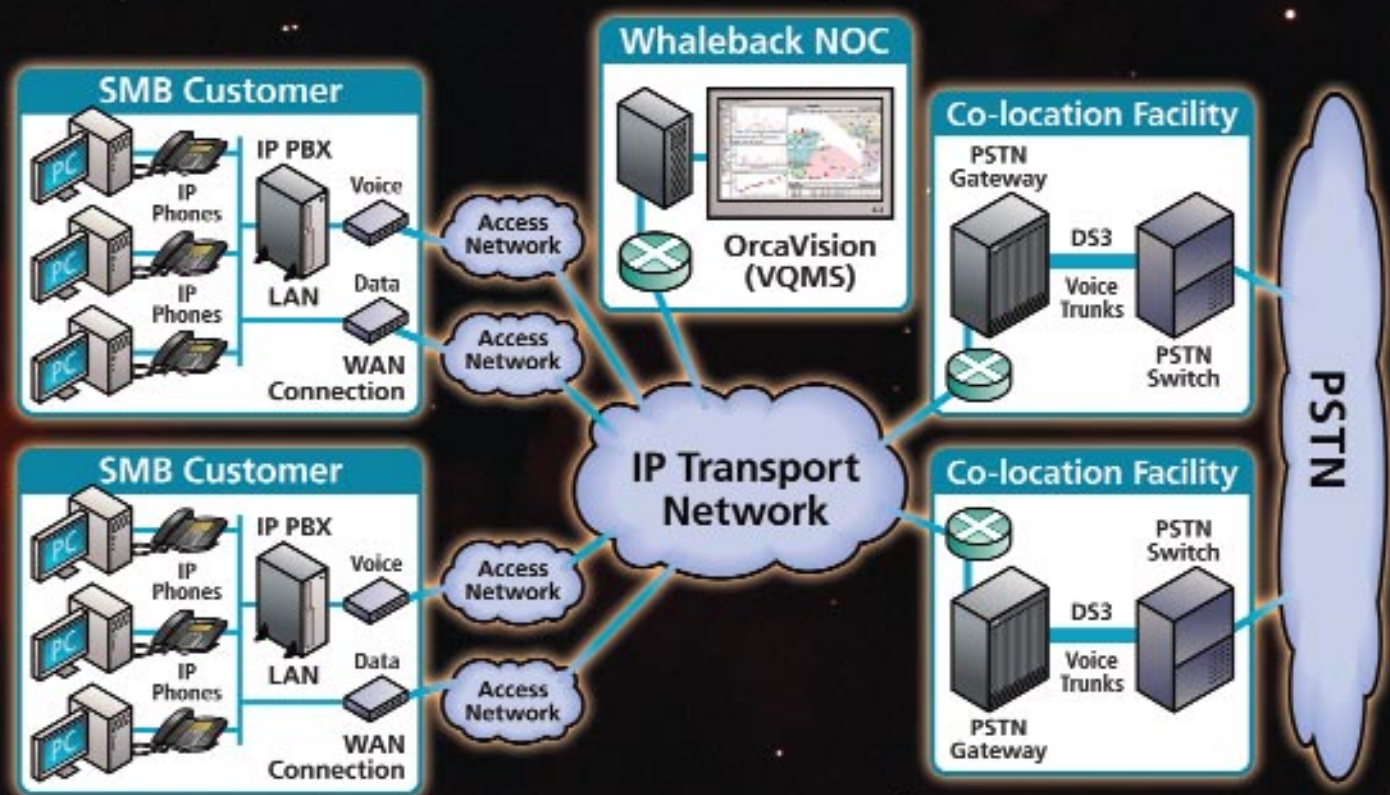 SMB Customer
PC
PC
PC
IP
Phones
IP
Phones
IP PBX
LAN
Voice
Data
WAN
Connection
Access
Network
Access
Network
SMB Customer
PC
PC
PC
IP
Phones
IP
Phones
IP PBX
LAN
Voice
Data
WAN
Connection
Access
Network
Access
Network
Whaleback NOC
OrcaVision
(VQMS)
IP Transport
Network
Co-location Facility
PSTN
Gateway
DS3
Voice
Trunks
PSTN
Switch
Co-location Facility
PSTN
Switch
DS3
Voice
Trunks
PSTN
Gateway
PSTN